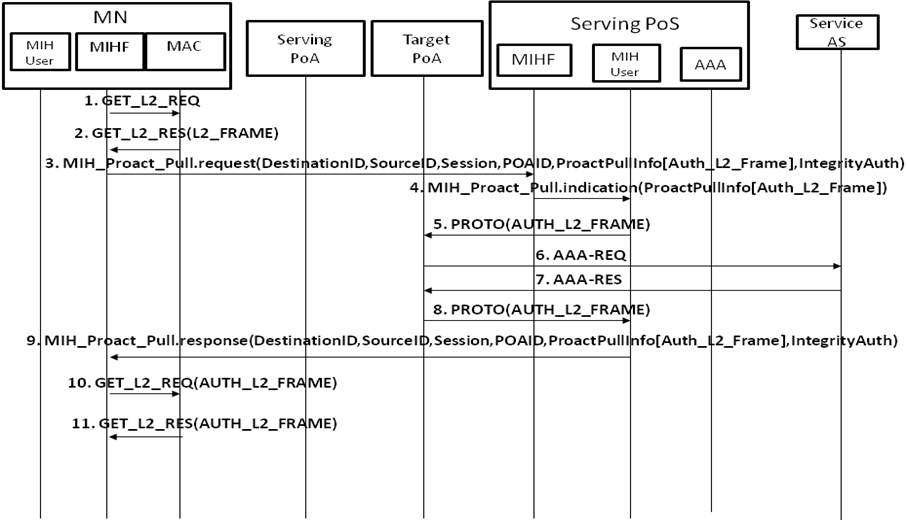 MN
MIH
User
MIHF
MAC
Serving
PoA
Target
PoA
Serving PoS
MIHF
MIH
User
AAA
Service
AS
1. GET_L2_REQ
2. GET_L2_RES(L2_FRAME)
3. MIH_Proact_Pull.request(DestinationID,SourceID,Session,POAID,ProactPullInfo[Auth_L2_Frame],IntegrityAuth)
4. MIH_Proact_Pull.indication(ProactPullInfo[Auth_L2_Frame])
5. PROTO(AUTH_L2_FRAME)
6. AAA-REQ
7. AAA-RES
8. PROTO(AUTH_L2_FRAME)
9. MIH_Proact_Pull.response(DestinationID,SourceID,Session,POAID,ProactPullInfo[Auth_L2_Frame],IntegrityAuth)
10. GET_L2_REQ(AUTH_L2_FRAME)
11. GET_L2_RES(AUTH_L2_FRAME)